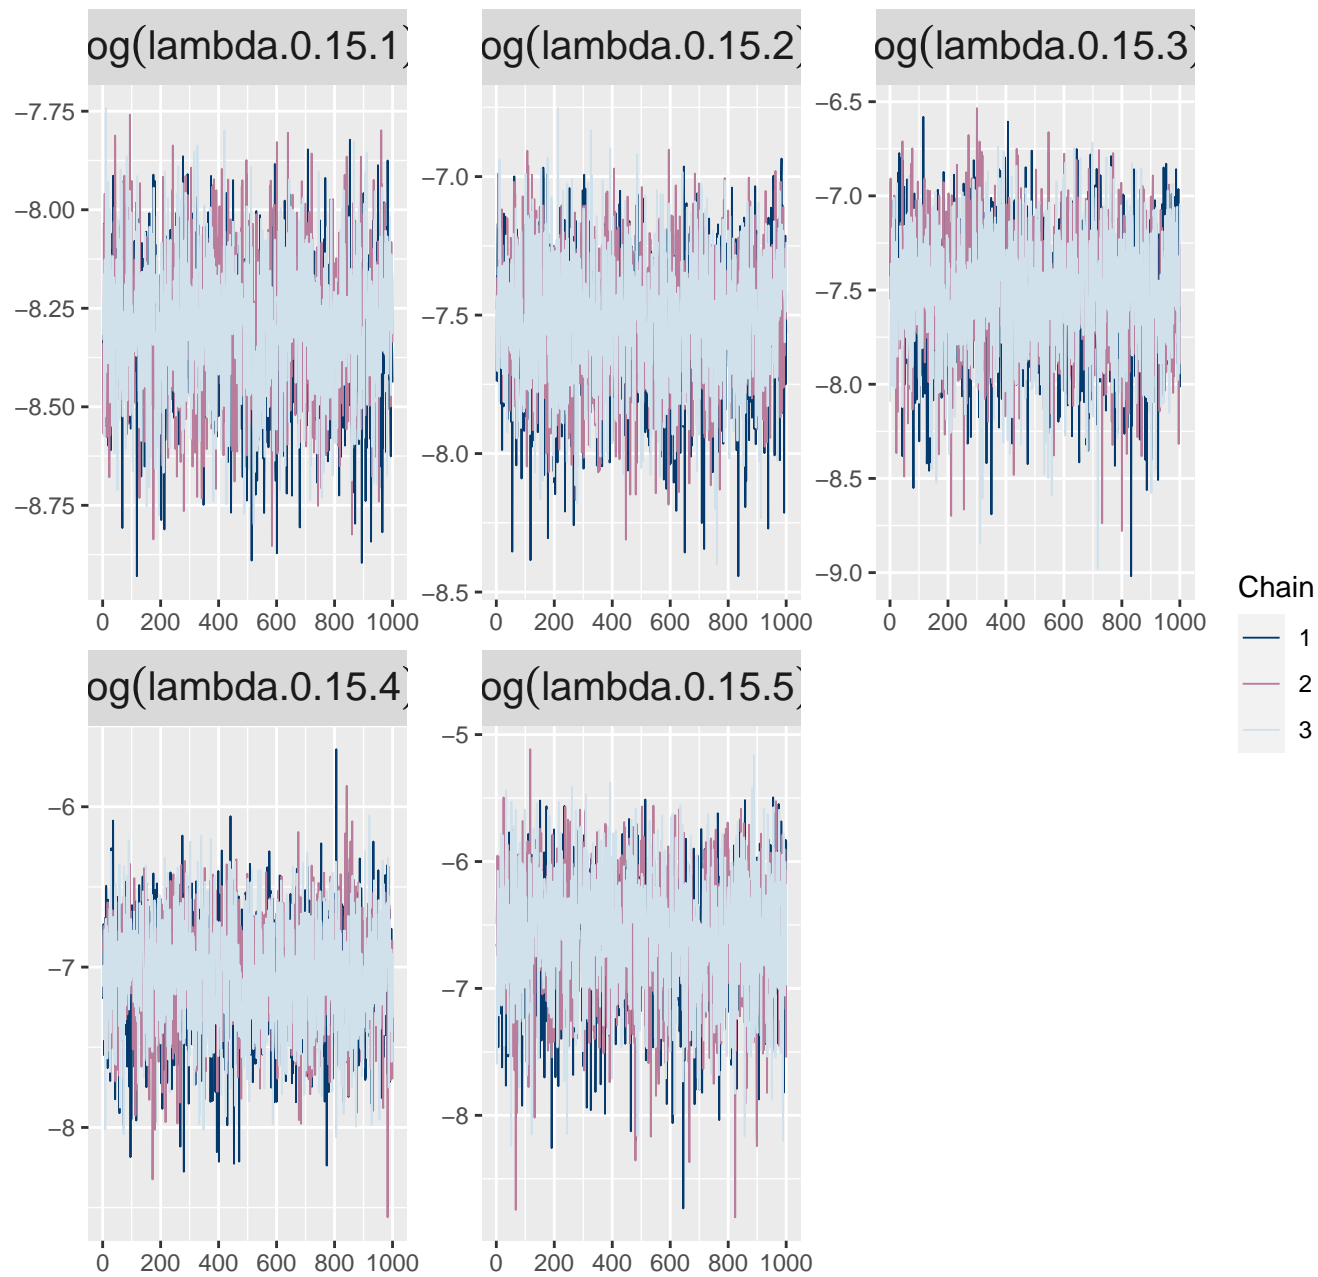 og(lambda.0.15.1)
og(lambda.0.15.2)
og(lambda.0.15.3)
−7.75
−8.00
−8.25
−8.50
−8.75
−7.0
−7.5
−8.0
−8.5
−6.5
−7.0
−7.5
−8.0
−8.5
−9.0
0 200 400 600 800 1000
0 200 400 600 800 1000
0 200 400 600 800 1000
og(lambda.0.15.4)
og(lambda.0.15.5)
−6
−7
−8
−5
−6
−7
−8
0 200 400 600 800 1000
0 200 400 600 800 1000
Chain
1
2
3